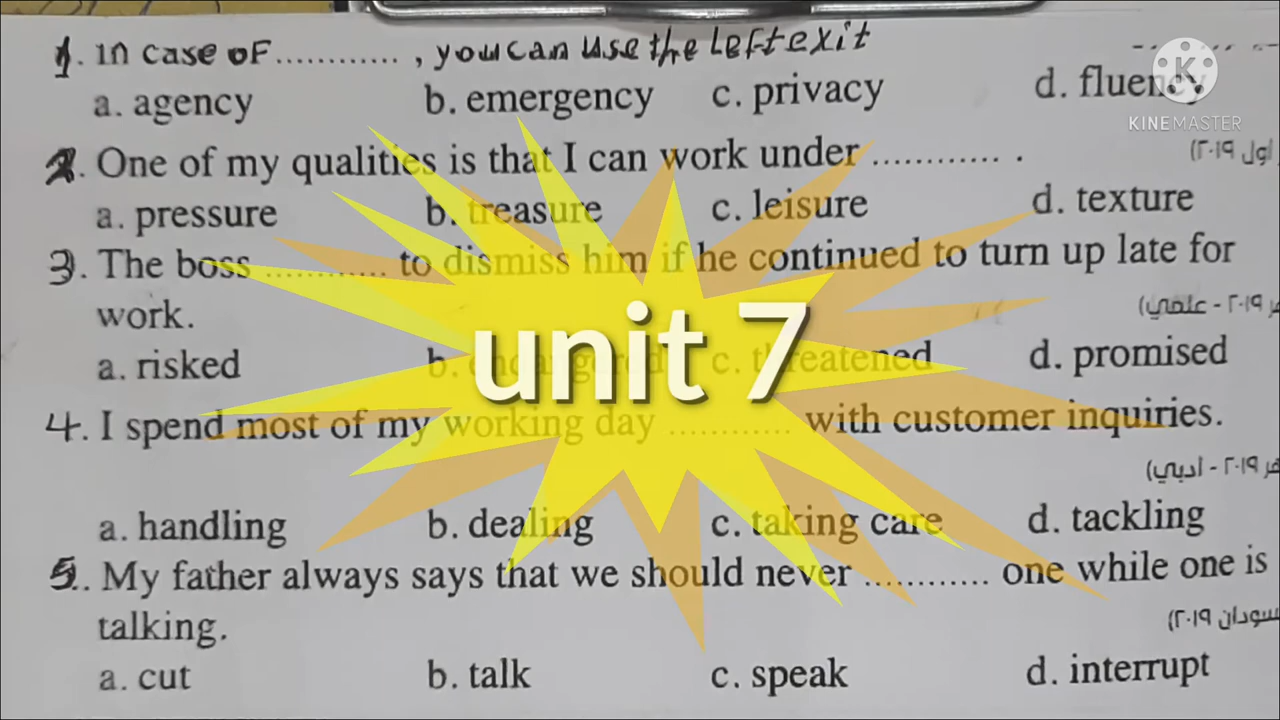 1. In case of ............ , you can use the left exit
a. agency b. emergency c. privacy d. fluency
KINEMASTER
2. One of my qualities is that I can work under ............ .
اول ٢٠١٩)
a. pressure b. treasure c. leisure d. texture
3. The boss ............ to dismiss him if he continued to turn up late for
work.
٢٠١٩ - علمي)
a. risked b. endangered c. threatened d. promised
unit 7
4. I spend most of my working day ............ with customer inquiries.
٢٠١٩ - أدبي)
a. handling b. dealing c. taking care d. tackling
5. My father always says that we should never ............ one while one is
talking.
سودان ٢٠١٩)
a. cut b. talk c. speak d. interrupt